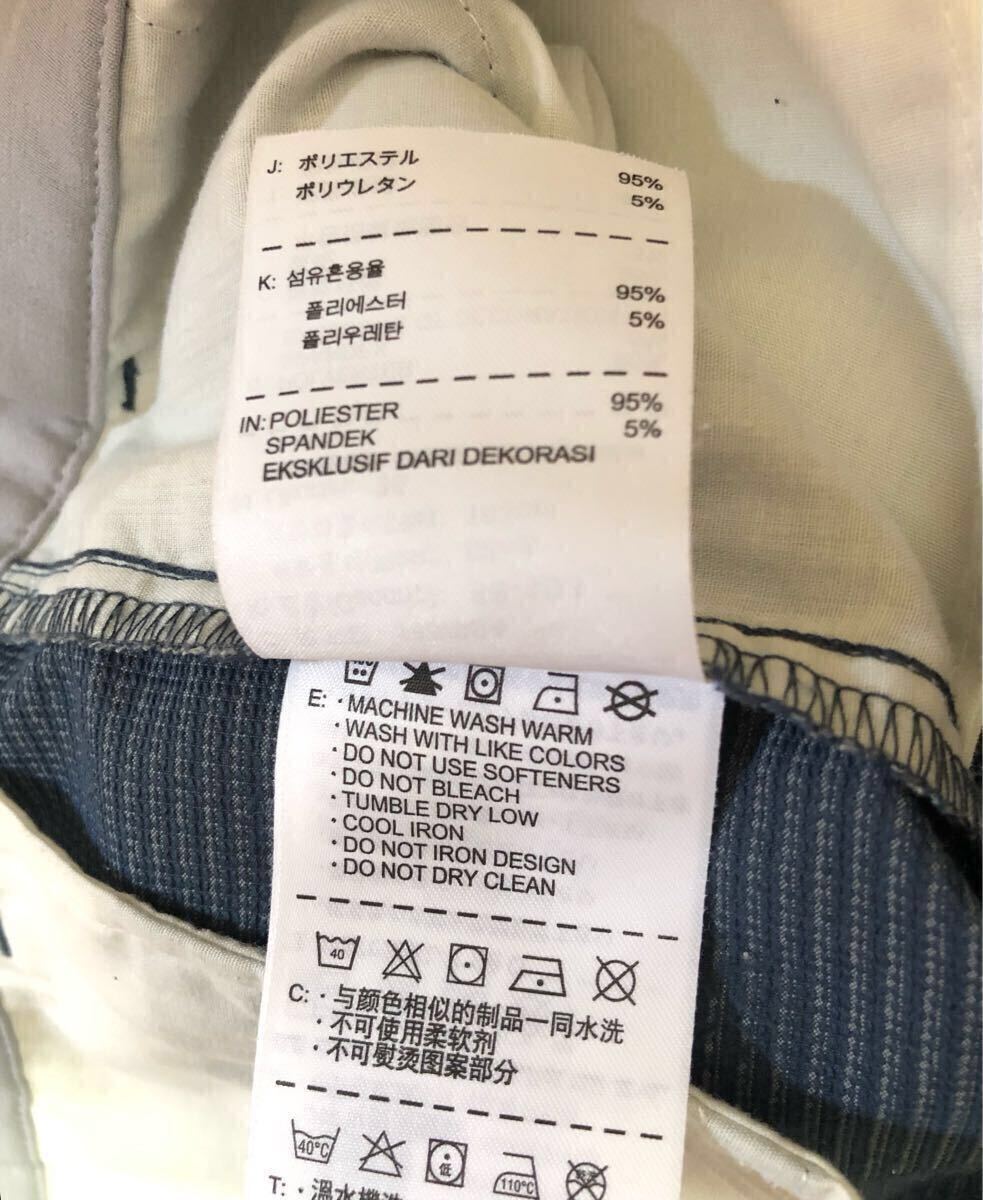 J: ポリエステル 95%
ポリウレタン 5%
K: 섬유혼용율
폴리에스터 95%
폴리우레탄 5%
IN: POLIESTER 95%
SPANDEK 5%
EKSKLUSIF DARI DEKORASI
E: · MACHINE WASH WARM
· WASH WITH LIKE COLORS
· DO NOT USE SOFTENERS
· DO NOT BLEACH
· TUMBLE DRY LOW
· COOL IRON
· DO NOT IRON DESIGN
· DO NOT DRY CLEAN
40
C: · 与颜色相似的制品一同水洗
· 不可使用柔软剂
· 不可熨烫图案部分
40°C 低 110°C
T: · 溫水機洗